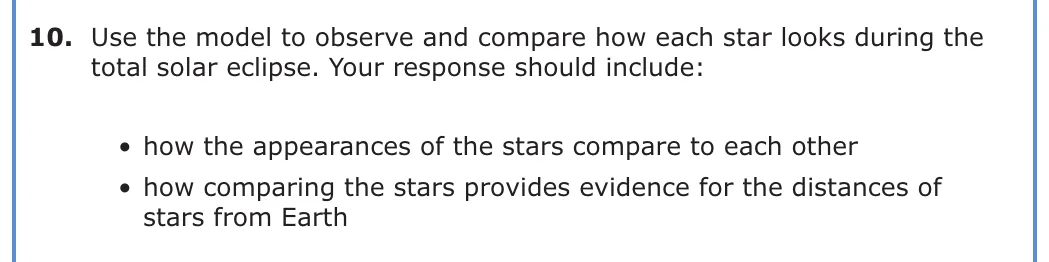 10. Use the model to observe and compare how each star looks during the
total solar eclipse. Your response should include:
• how the appearances of the stars compare to each other
• how comparing the stars provides evidence for the distances of
stars from Earth